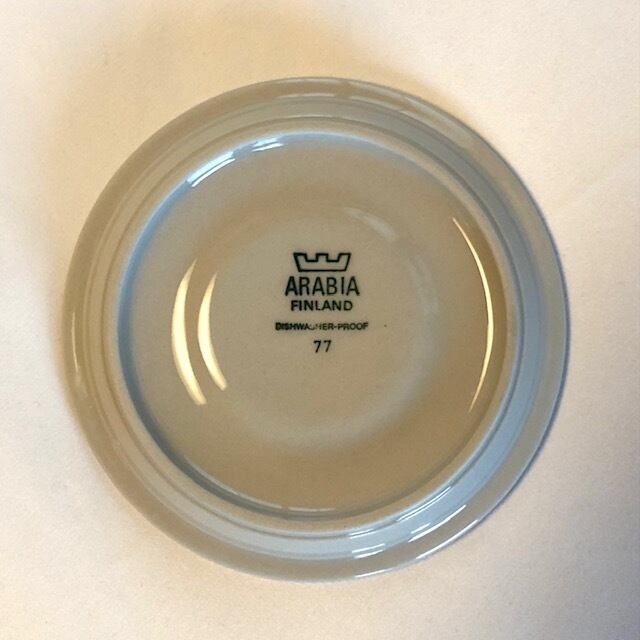 ARABIA
FINLAND
DISHWASHER-PROOF
77